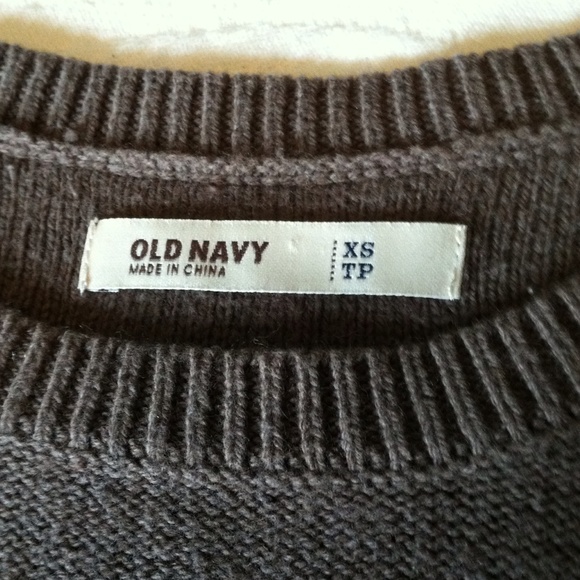 OLD NAVY
MADE IN CHINA
XS
TP